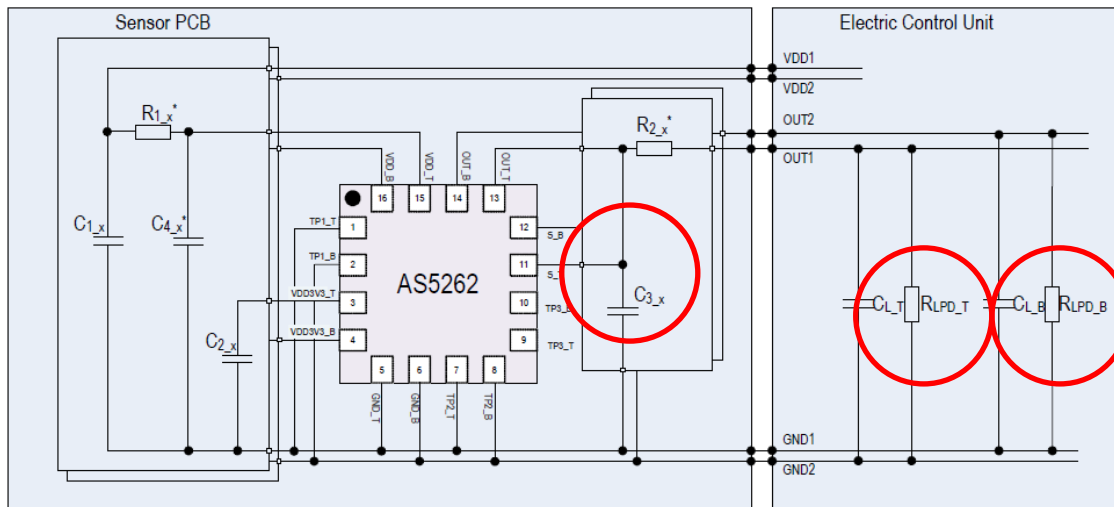 Sensor PCB
Electric Control Unit
VDD1
VDD2
R1_x*
R2_x*
OUT2
OUT1
VDD_B
VDD_T
OUT_B
OUT_T
16
15
14
13
C1_x
C4_x*
TP1_T
1
12
S_B
TP1_B
2
11
S_T
AS5262
C3_x
VDD3V3_T
3
10
TP3_B
CL_T
RLPD_T
CL_B
RLPD_B
VDD3V3_B
4
9
TP3_T
C2_x
5
6
7
8
GND_T
GND_B
TP2_T
TP2_B
GND1
GND2